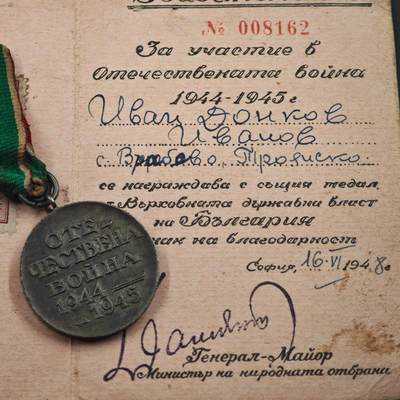 № 008162
За участие в
Отечествената война
1944-1945 г
Иван Донков
Иванов
с. Врабево, Троянско
се награждава с същия медал,
Върховната държавна власт
на България
знак на благодарност
София, 16·VI 1948 г.
Генерал-Майор
Министър на народната отбрана
ОТЕ-
ЧЕСТВЕНА
ВОЙНА
1944
1945